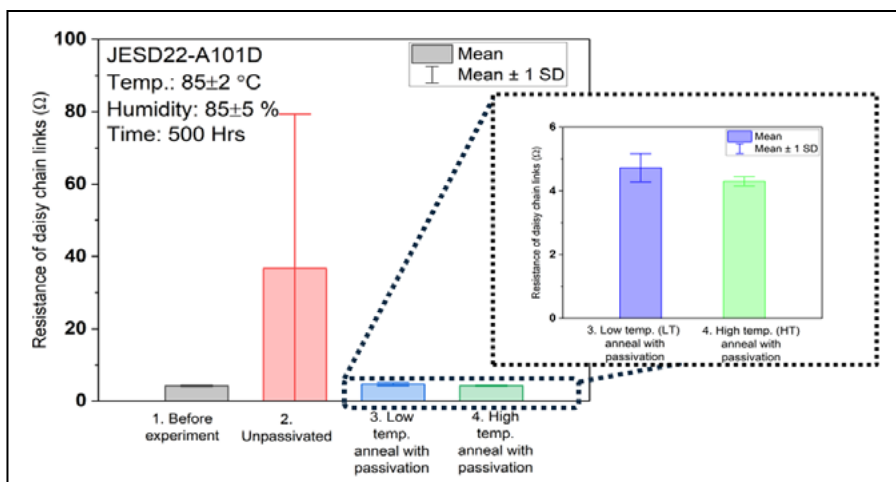 100
80
60
40
20
0
Resistance of daisy chain links (Ω)
JESD22-A101D
Temp.: 85±2 °C
Humidity: 85±5 %
Time: 500 Hrs
Mean
Mean ± 1 SD
1. Before
experiment
2.
Unpassivated
3. Low
temp.
anneal with
passivation
4. High
temp.
anneal with
passivation
6
4
2
0
Resistance of daisy chain links (Ω)
Mean
Mean ± 1 SD
3. Low temp. (LT)
anneal with
passivation
4. High temp. (HT)
anneal with
passivation